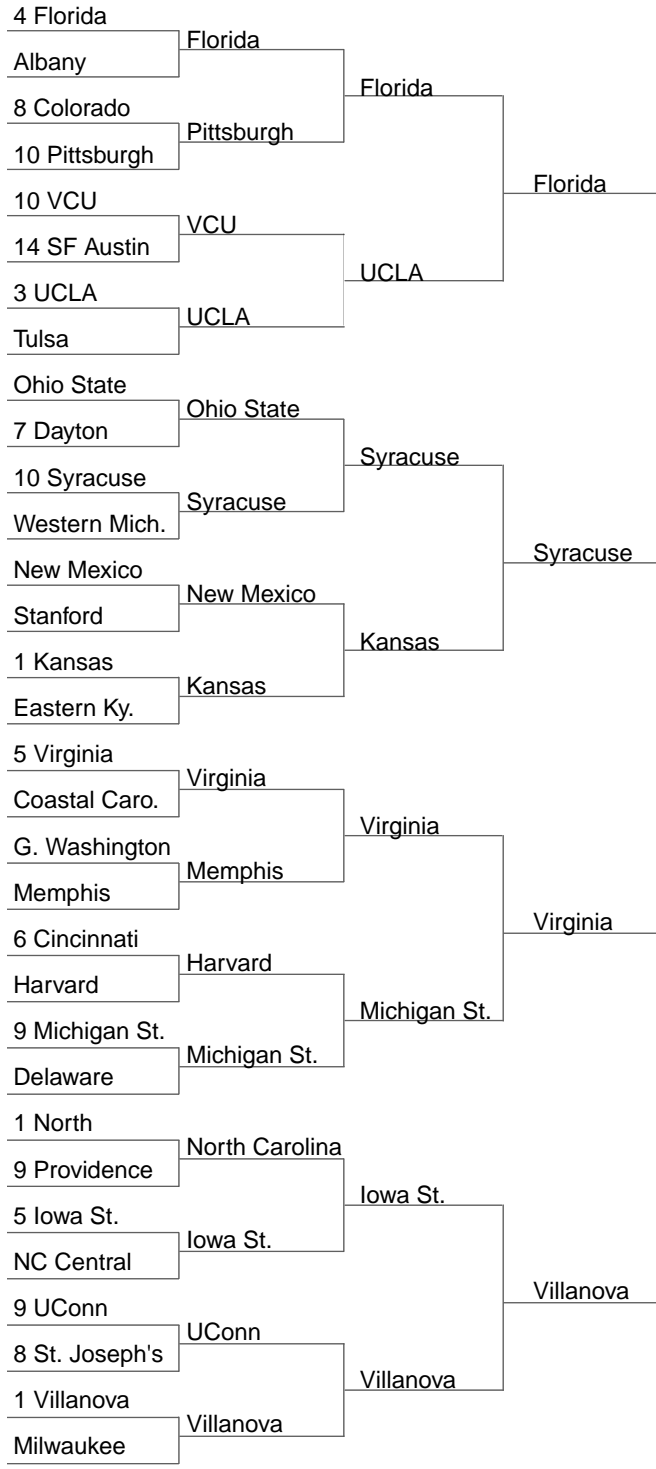 4 Florida
Albany
8 Colorado
10 Pittsburgh
10 VCU
14 SF Austin
3 UCLA
Tulsa
Ohio State
7 Dayton
10 Syracuse
Western Mich.
New Mexico
Stanford
1 Kansas
Eastern Ky.
5 Virginia
Coastal Caro.
G. Washington
Memphis
6 Cincinnati
Harvard
9 Michigan St.
Delaware
1 North
9 Providence
5 Iowa St.
NC Central
9 UConn
8 St. Joseph's
1 Villanova
Milwaukee
Florida
Pittsburgh
VCU
UCLA
Ohio State
Syracuse
New Mexico
Kansas
Virginia
Memphis
Harvard
Michigan St.
North Carolina
Iowa St.
UConn
Villanova
Florida
UCLA
Syracuse
Kansas
Virginia
Michigan St.
Iowa St.
Villanova
Florida
Syracuse
Virginia
Villanova